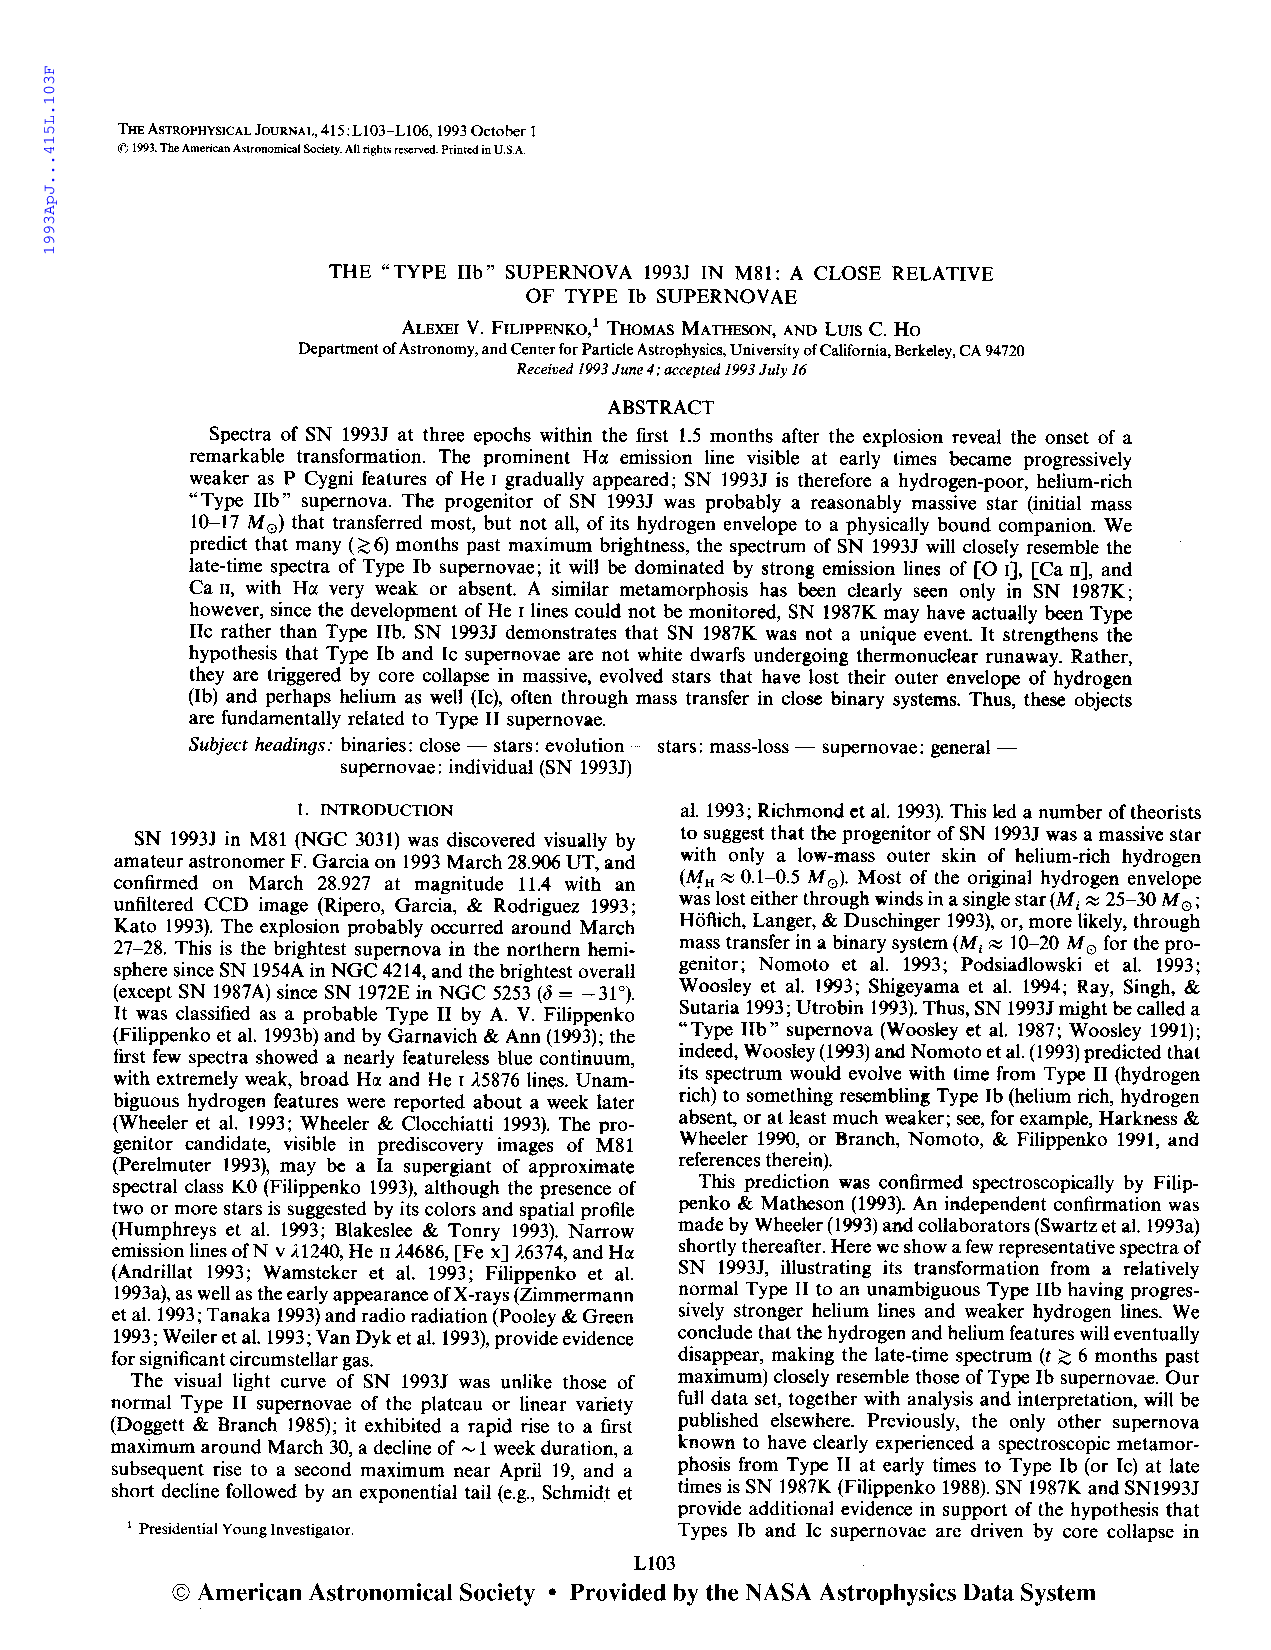 1993ApJ...415L.103F
THE ASTROPHYSICAL JOURNAL, 415:L103–L106, 1993 October 1
© 1993. The American Astronomical Society. All rights reserved. Printed in U.S.A.
THE “TYPE IIb” SUPERNOVA 1993J IN M81: A CLOSE RELATIVE
OF TYPE Ib SUPERNOVAE
ALEXEI V. FILIPPENKO,¹ THOMAS MATHESON, AND LUIS C. HO
Department of Astronomy, and Center for Particle Astrophysics, University of California, Berkeley, CA 94720
Received 1993 June 4; accepted 1993 July 16
ABSTRACT
Spectra of SN 1993J at three epochs within the first 1.5 months after the explosion reveal the onset of a
remarkable transformation. The prominent Hα emission line visible at early times became progressively
weaker as P Cygni features of He I gradually appeared; SN 1993J is therefore a hydrogen-poor, helium-rich
“Type IIb” supernova. The progenitor of SN 1993J was probably a reasonably massive star (initial mass
10–17 M⊙) that transferred most, but not all, of its hydrogen envelope to a physically bound companion. We
predict that many (≳6) months past maximum brightness, the spectrum of SN 1993J will closely resemble the
late-time spectra of Type Ib supernovae; it will be dominated by strong emission lines of [O I], [Ca II], and
Ca II, with Hα very weak or absent. A similar metamorphosis has been clearly seen only in SN 1987K;
however, since the development of He I lines could not be monitored, SN 1987K may have actually been Type
IIc rather than Type IIb. SN 1993J demonstrates that SN 1987K was not a unique event. It strengthens the
hypothesis that Type Ib and Ic supernovae are not white dwarfs undergoing thermonuclear runaway. Rather,
they are triggered by core collapse in massive, evolved stars that have lost their outer envelope of hydrogen
(Ib) and perhaps helium as well (Ic), often through mass transfer in close binary systems. Thus, these objects
are fundamentally related to Type II supernovae.
Subject headings: binaries: close — stars: evolution — stars: mass-loss — supernovae: general —
supernovae: individual (SN 1993J)
1. INTRODUCTION
SN 1993J in M81 (NGC 3031) was discovered visually by
amateur astronomer F. Garcia on 1993 March 28.906 UT, and
confirmed on March 28.927 at magnitude 11.4 with an
unfiltered CCD image (Ripero, Garcia, & Rodriguez 1993;
Kato 1993). The explosion probably occurred around March
27–28. This is the brightest supernova in the northern hemi-
sphere since SN 1954A in NGC 4214, and the brightest overall
(except SN 1987A) since SN 1972E in NGC 5253 (δ = −31°).
It was classified as a probable Type II by A. V. Filippenko
(Filippenko et al. 1993b) and by Garnavich & Ann (1993); the
first few spectra showed a nearly featureless blue continuum,
with extremely weak, broad Hα and He I λ5876 lines. Unam-
biguous hydrogen features were reported about a week later
(Wheeler et al. 1993; Wheeler & Clocchiatti 1993). The pro-
genitor candidate, visible in prediscovery images of M81
(Perelmuter 1993), may be a Ia supergiant of approximate
spectral class K0 (Filippenko 1993), although the presence of
two or more stars is suggested by its colors and spatial profile
(Humphreys et al. 1993; Blakeslee & Tonry 1993). Narrow
emission lines of N V λ1240, He II λ4686, [Fe X] λ6374, and Hα
(Andrillat 1993; Wamsteker et al. 1993; Filippenko et al.
1993a), as well as the early appearance of X-rays (Zimmermann
et al. 1993; Tanaka 1993) and radio radiation (Pooley & Green
1993; Weiler et al. 1993; Van Dyk et al. 1993), provide evidence
for significant circumstellar gas.
The visual light curve of SN 1993J was unlike those of
normal Type II supernovae of the plateau or linear variety
(Doggett & Branch 1985); it exhibited a rapid rise to a first
maximum around March 30, a decline of ~1 week duration, a
subsequent rise to a second maximum near April 19, and a
short decline followed by an exponential tail (e.g., Schmidt et
¹ Presidential Young Investigator.
al. 1993; Richmond et al. 1993). This led a number of theorists
to suggest that the progenitor of SN 1993J was a massive star
with only a low-mass outer skin of helium-rich hydrogen
(M_H ≈ 0.1–0.5 M⊙). Most of the original hydrogen envelope
was lost either through winds in a single star (M_i ≈ 25–30 M⊙;
Höflich, Langer, & Duschinger 1993), or, more likely, through
mass transfer in a binary system (M_i ≈ 10–20 M⊙ for the pro-
genitor; Nomoto et al. 1993; Podsiadlowski et al. 1993;
Woosley et al. 1993; Shigeyama et al. 1994; Ray, Singh, &
Sutaria 1993; Utrobin 1993). Thus, SN 1993J might be called a
“Type IIb” supernova (Woosley et al. 1987; Woosley 1991);
indeed, Woosley (1993) and Nomoto et al. (1993) predicted that
its spectrum would evolve with time from Type II (hydrogen
rich) to something resembling Type Ib (helium rich, hydrogen
absent, or at least much weaker; see, for example, Harkness &
Wheeler 1990, or Branch, Nomoto, & Filippenko 1991, and
references therein).
This prediction was confirmed spectroscopically by Filip-
penko & Matheson (1993). An independent confirmation was
made by Wheeler (1993) and collaborators (Swartz et al. 1993a)
shortly thereafter. Here we show a few representative spectra of
SN 1993J, illustrating its transformation from a relatively
normal Type II to an unambiguous Type IIb having progres-
sively stronger helium lines and weaker hydrogen lines. We
conclude that the hydrogen and helium features will eventually
disappear, making the late-time spectrum (t ≳ 6 months past
maximum) closely resemble those of Type Ib supernovae. Our
full data set, together with analysis and interpretation, will be
published elsewhere. Previously, the only other supernova
known to have clearly experienced a spectroscopic metamor-
phosis from Type II at early times to Type Ib (or Ic) at late
times is SN 1987K (Filippenko 1988). SN 1987K and SN1993J
provide additional evidence in support of the hypothesis that
Types Ib and Ic supernovae are driven by core collapse in
L103
© American Astronomical Society • Provided by the NASA Astrophysics Data System